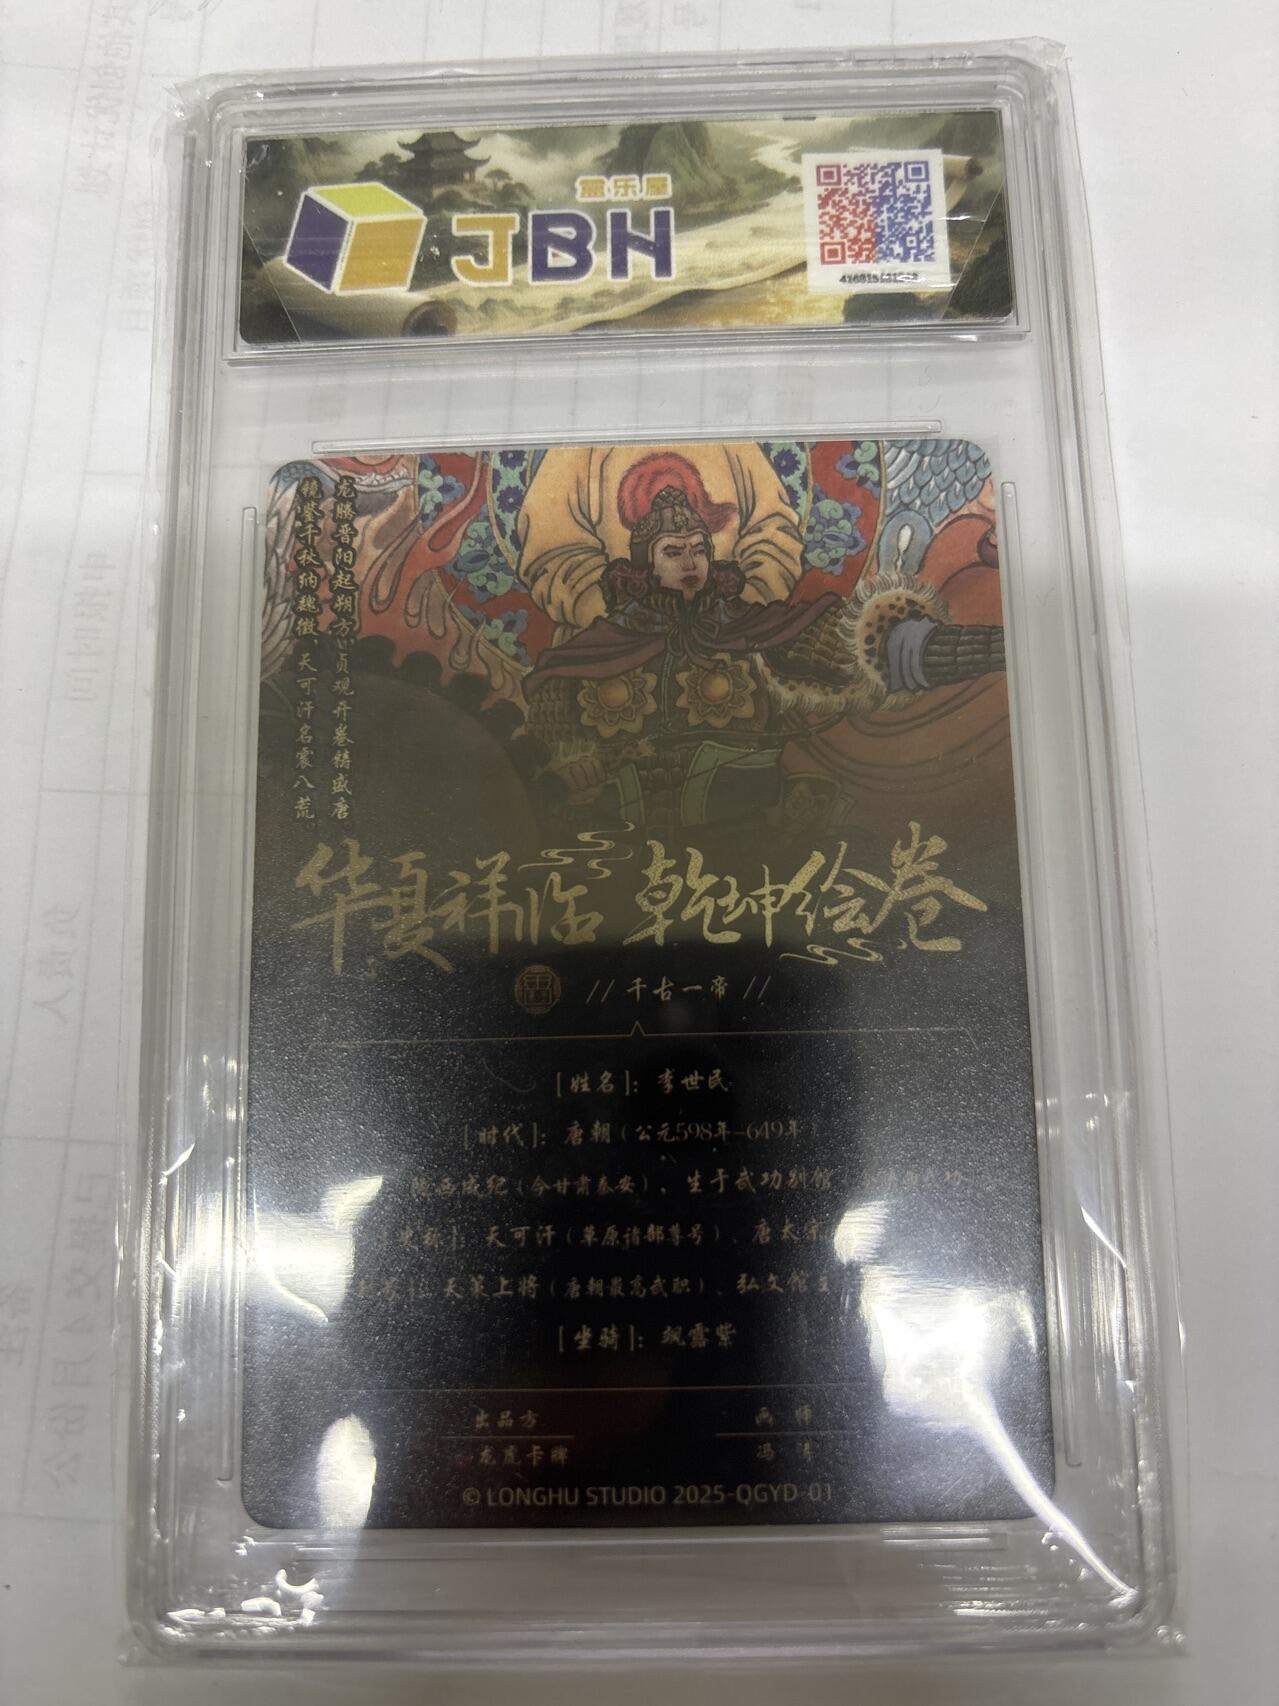 盒乐屋
JBH
龙腾晋阳起朔方，贞观开卷铸盛唐
镜鉴千秋纳魏徵，天可汗名震八荒。
华夏祥临 乾坤绘卷
// 千古一帝 //
[姓名]：李世民
[时代]：唐朝（公元598年-649年）
陇西成纪（今甘肃秦安）、生于武功别馆
天可汗（草原诸部尊号）、唐太宗
天策上将（唐朝最高武职）、弘文馆主
[坐骑]：飒露紫
出品方 画师
龙虎卡牌 冯
© LONGHU STUDIO 2025-QGYD-01